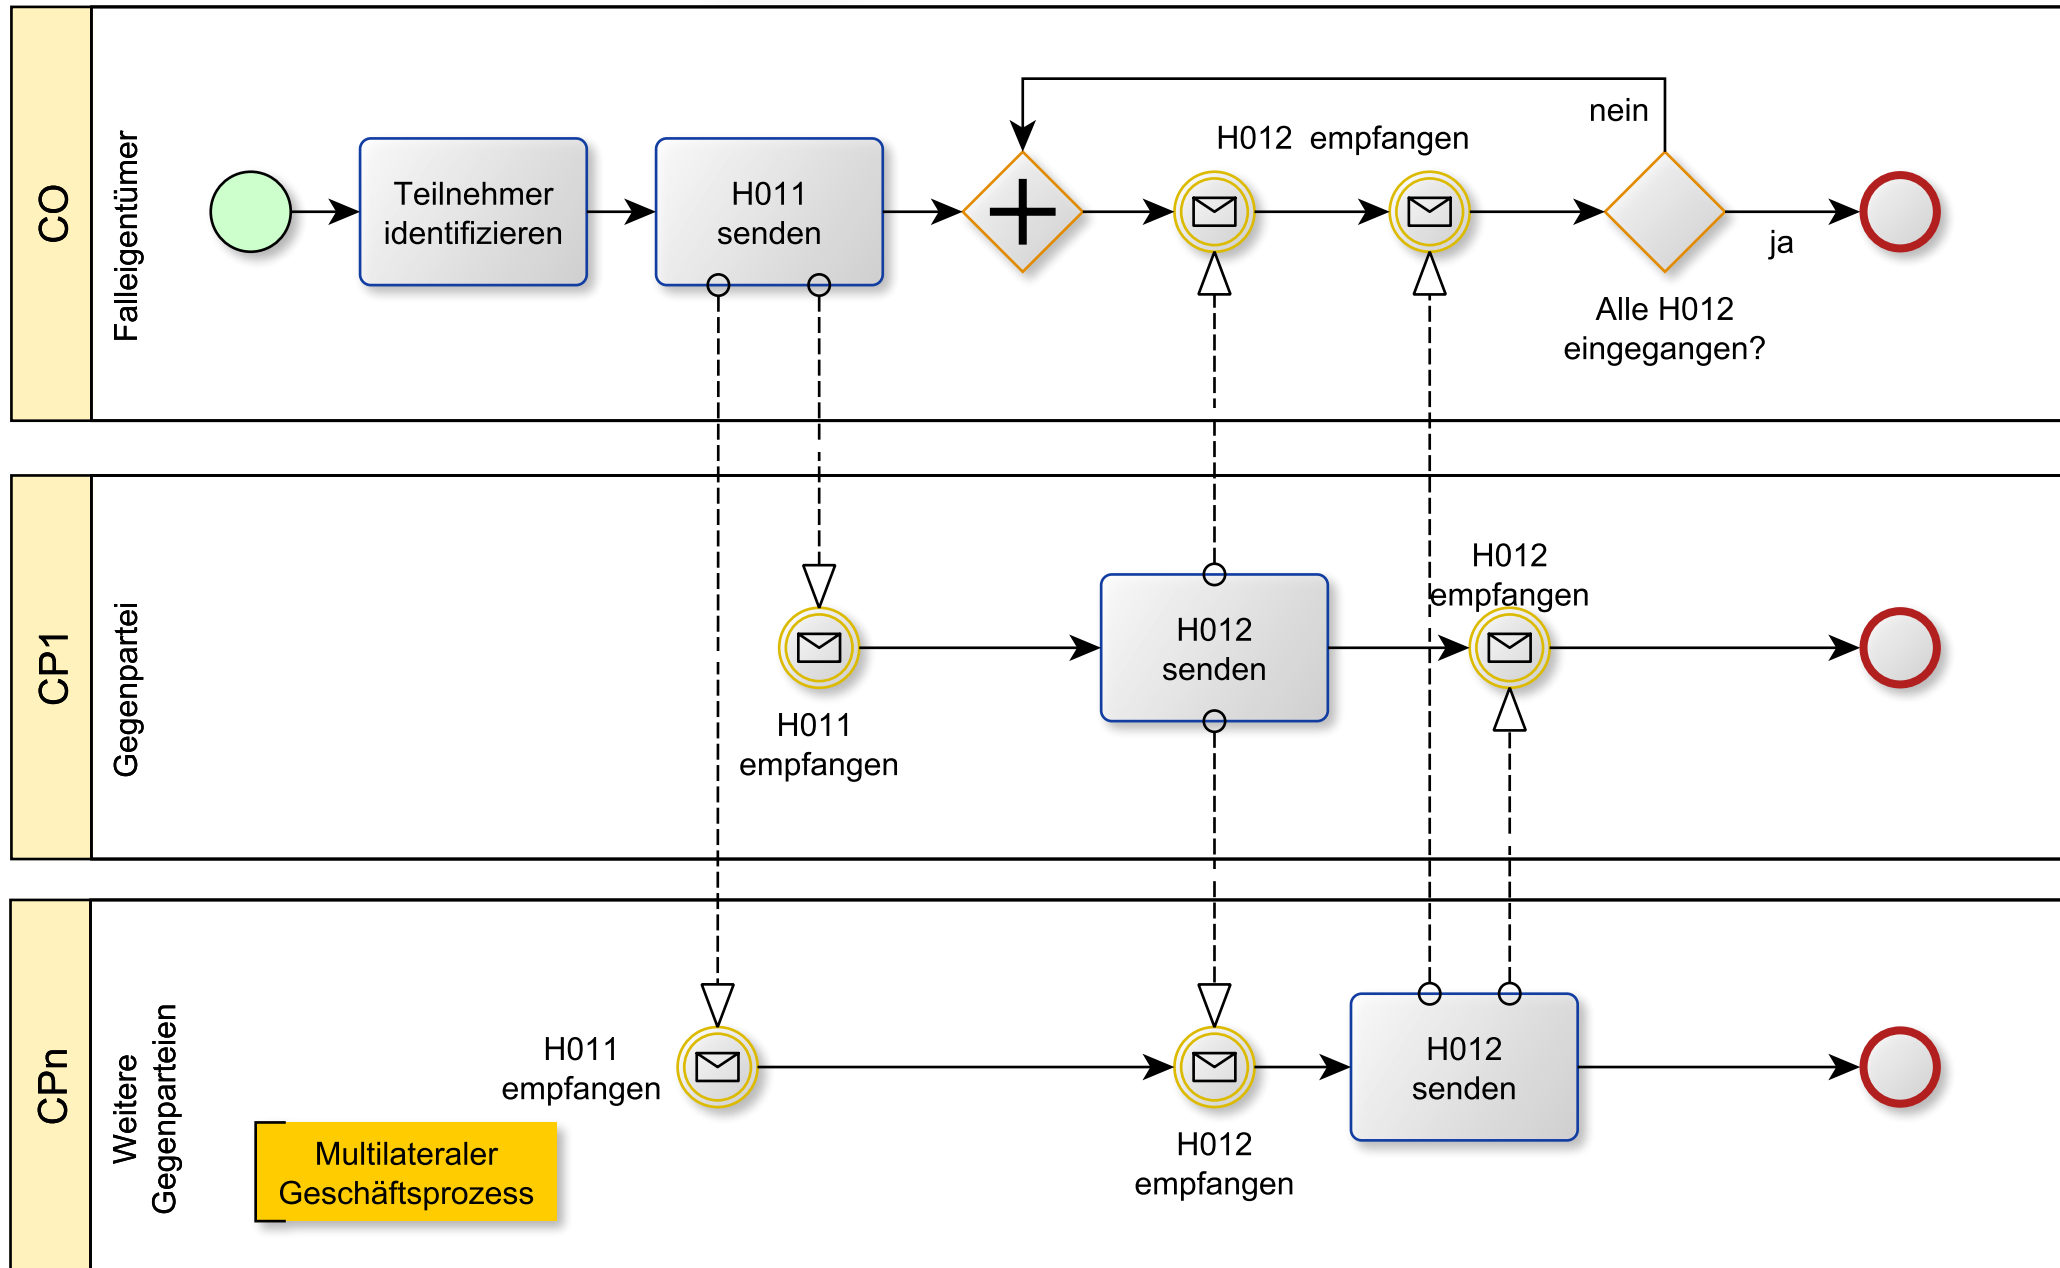 CO
Falleigentümer
Teilnehmer
identifizieren
H011
senden
H012 empfangen
nein
ja
Alle H012
eingegangen?
CP1
Gegenpartei
H011
empfangen
H012
senden
H012
empfangen
CPn
Weitere
Gegenparteien
H011
empfangen
H012
empfangen
H012
senden
Multilateraler
Geschäftsprozess